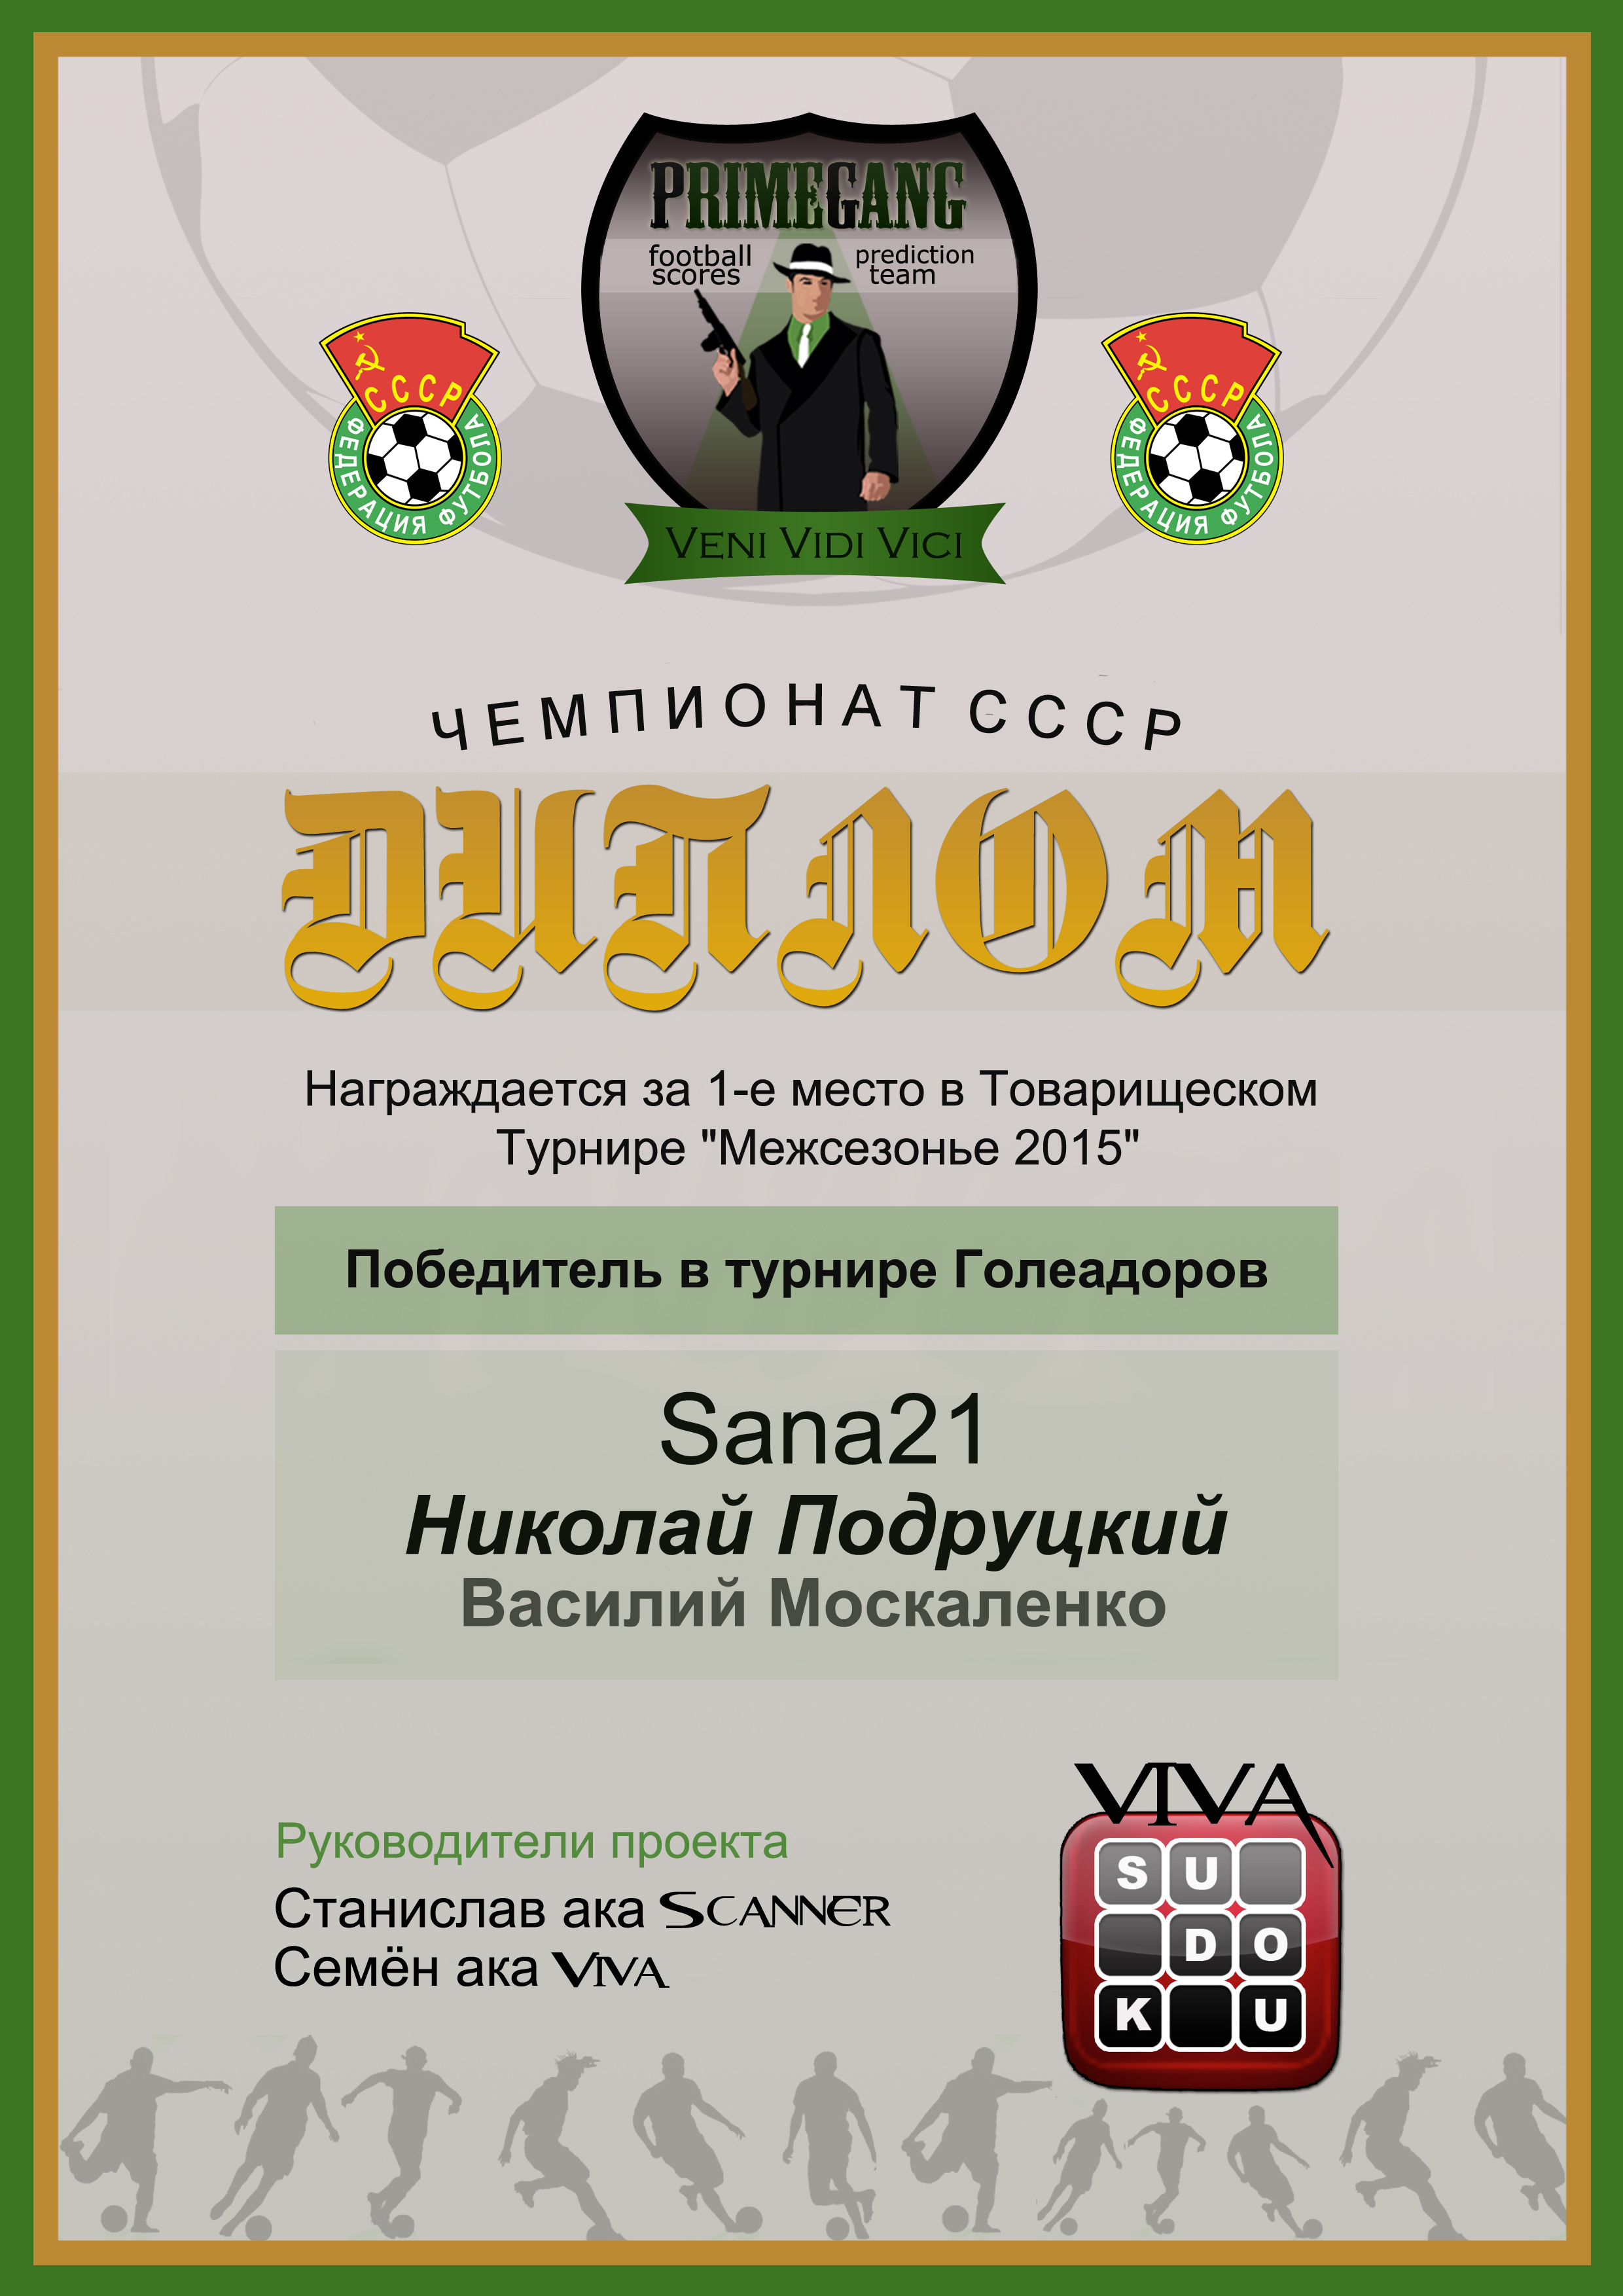 PRIMEGANG
football prediction
scores team
СССР
ФЕДЕРАЦИЯ ФУТБОЛА
СССР
ФЕДЕРАЦИЯ ФУТБОЛА
VENI VIDI VICI
ЧЕМПИОНАТ СССР
ДИПЛОМ
Награждается за 1-е место в Товарищеском
Турнире "Межсезонье 2015"
Победитель в турнире Голеадоров
Sana21
Николай Подруцкий
Василий Москаленко
Руководители проекта
Станислав ака SCANNER
Семён ака VIVA
VIVA
S U
D O
K U